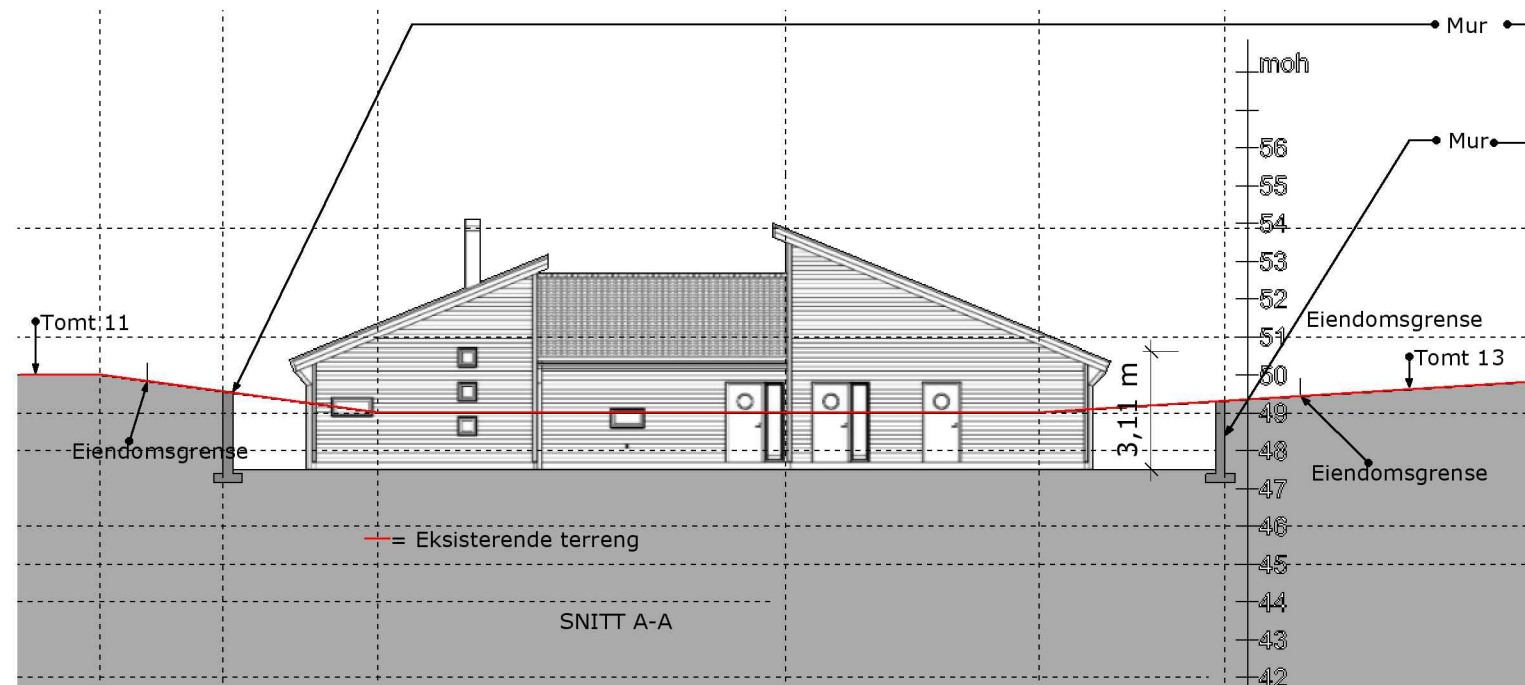 Mur
moh
Mur
56
55
54
53
52
51
50
49
48
47
46
45
44
43
42
Eiendomsgrense
Tomt 11
Tomt 13
3,11 m
Eiendomsgrense
Eiendomsgrense
= Eksisterende terreng
SNITT A-A